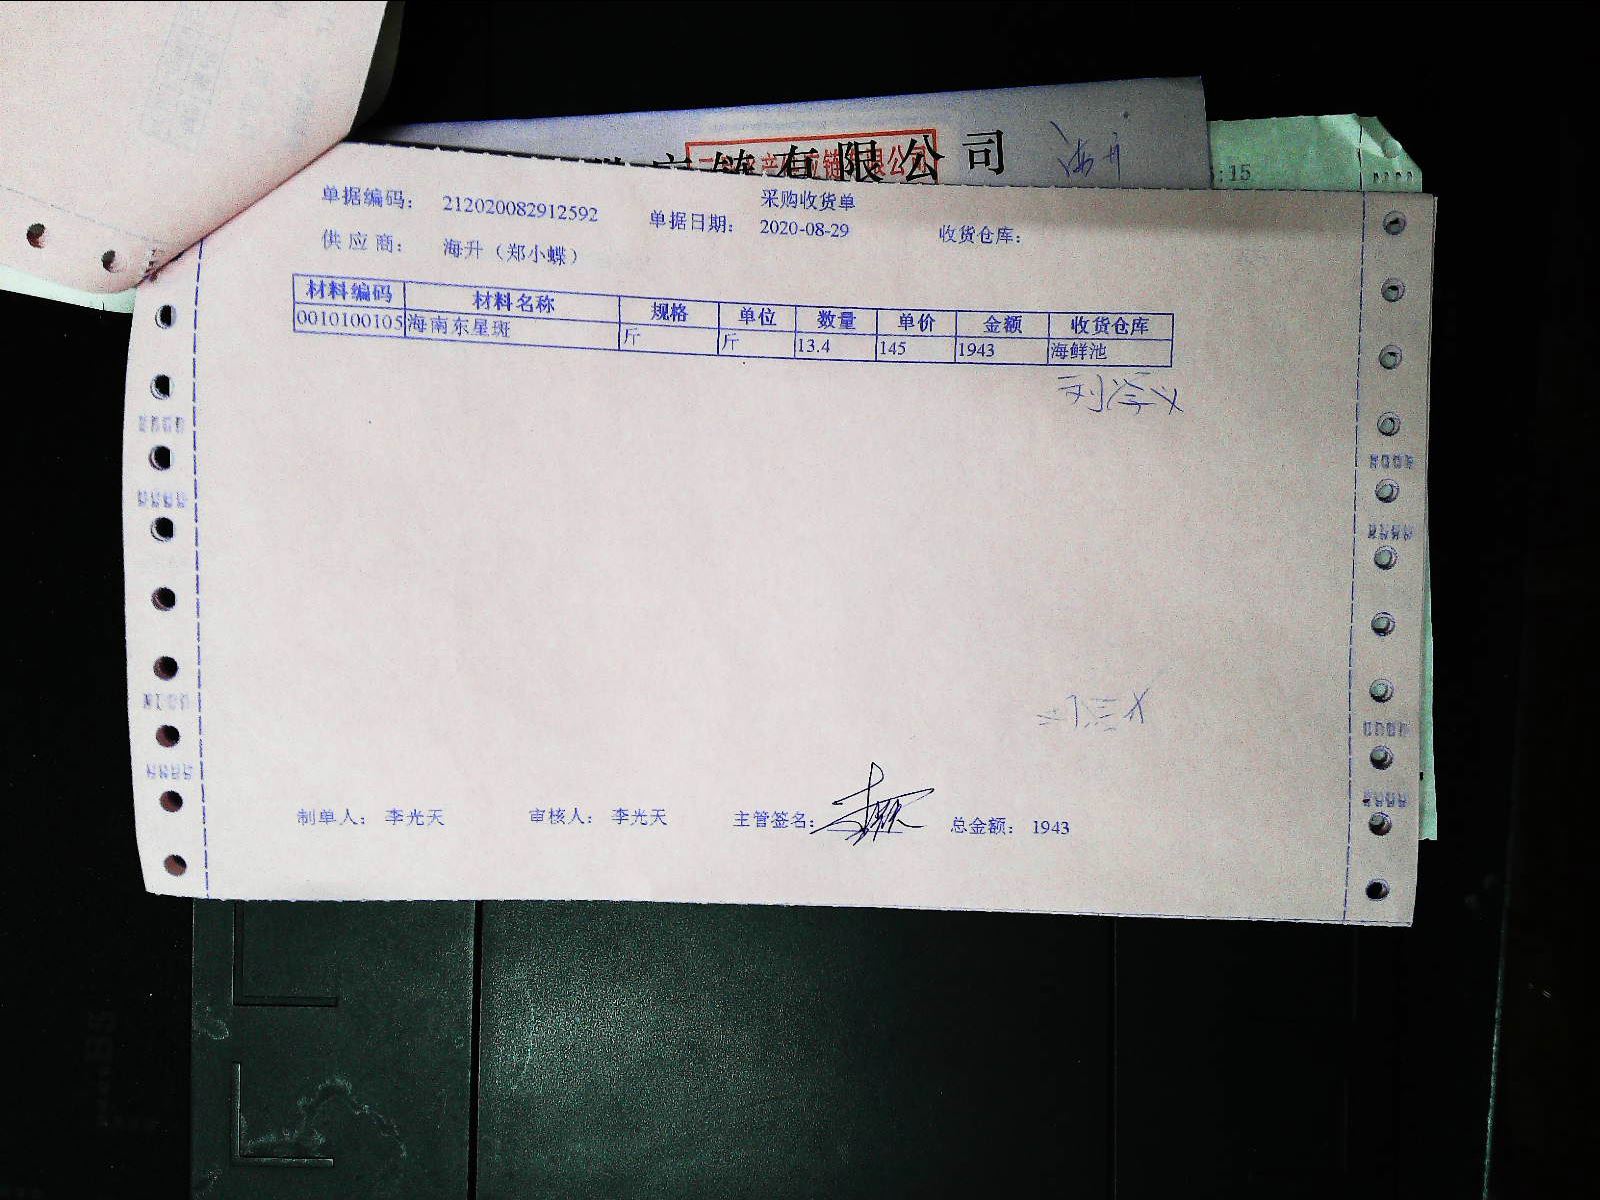 有限公司
海升
:15
采购收货单
单据编码： 212020082912592 单据日期： 2020-08-29 收货仓库：
供应商： 海升（郑小蝶）
材料编码 材料名称 规格 单位 数量 单价 金额 收货仓库
0010100105 海南东星斑 斤 斤 13.4 145 1943 海鲜池
制单人： 李光天 审核人： 李光天 主管签名： 总金额： 1943